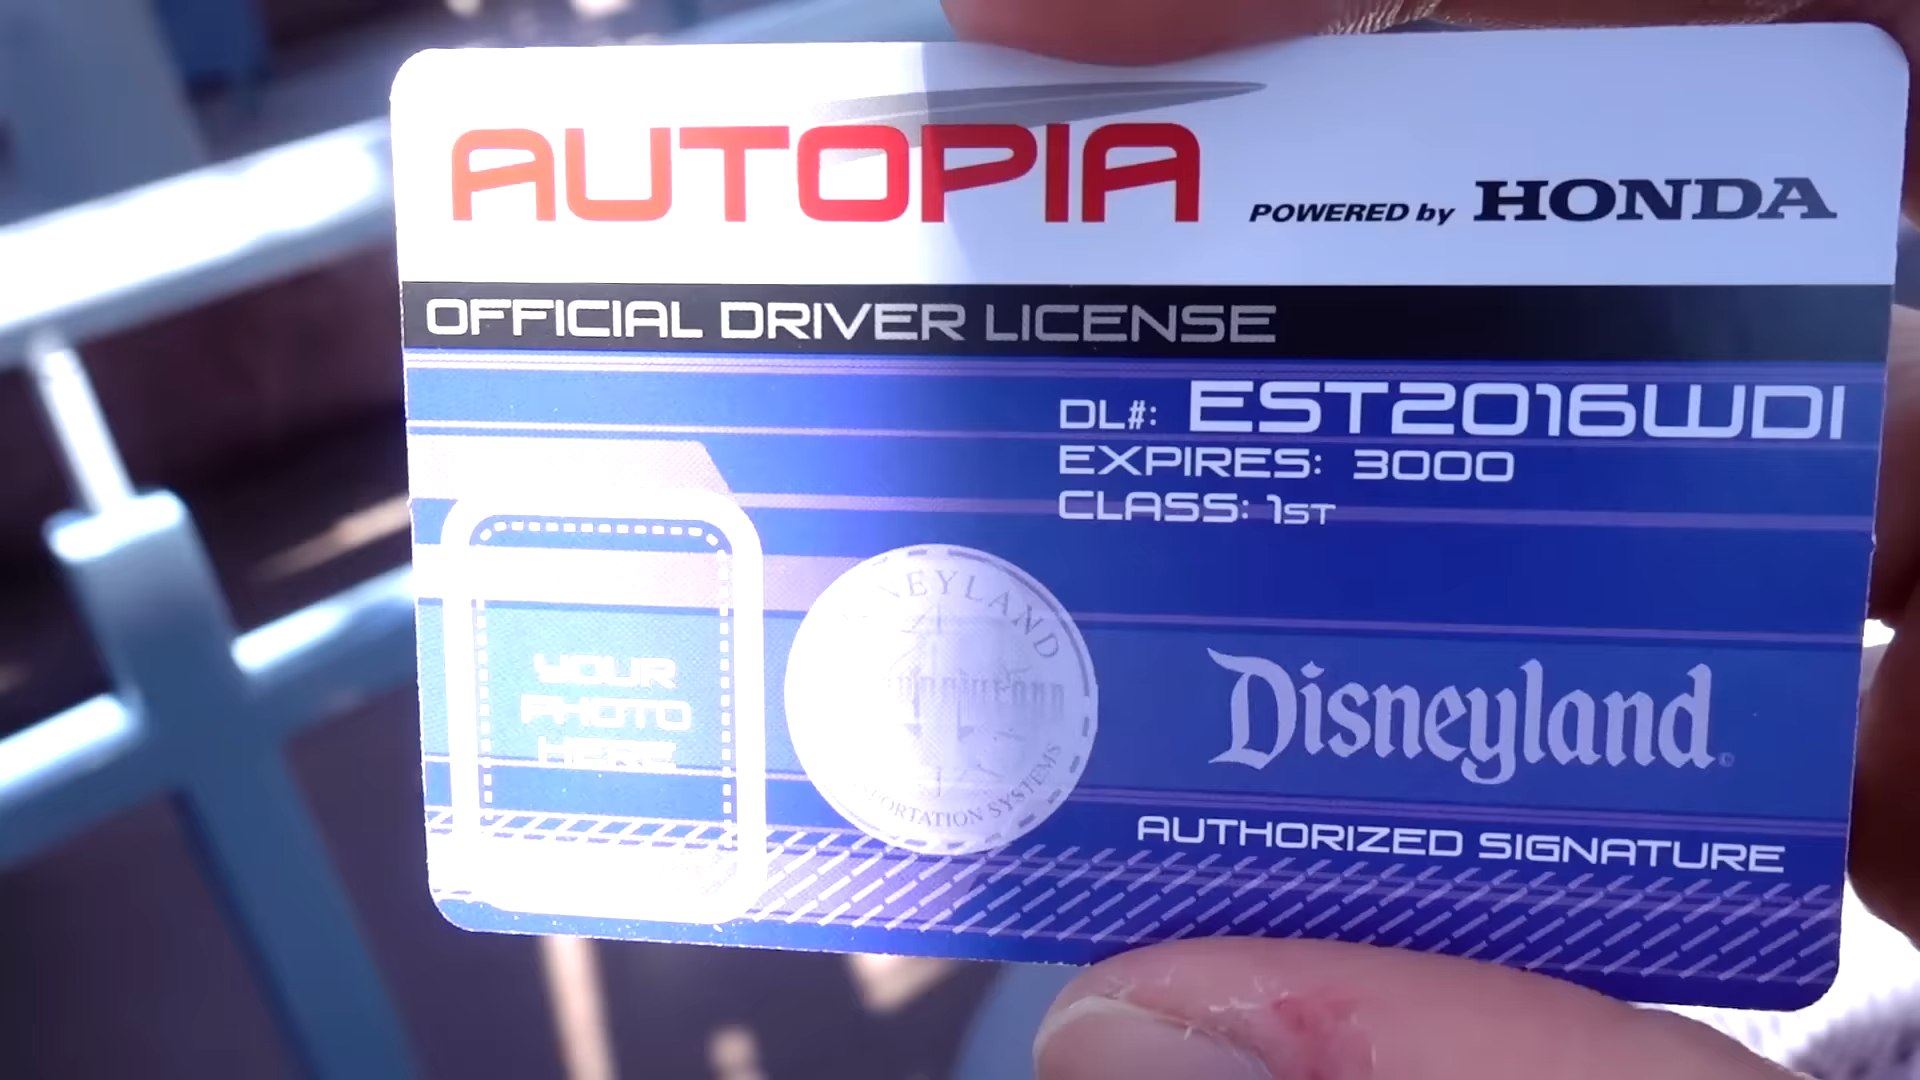 AUTOPIA
POWERED by HONDA
OFFICIAL DRIVER LICENSE
DL#: EST2016WDI
EXPIRES: 3000
CLASS: 1ST
YOUR
PHOTO
HERE
Disneyland
AUTHORIZED SIGNATURE
SYSTEMS